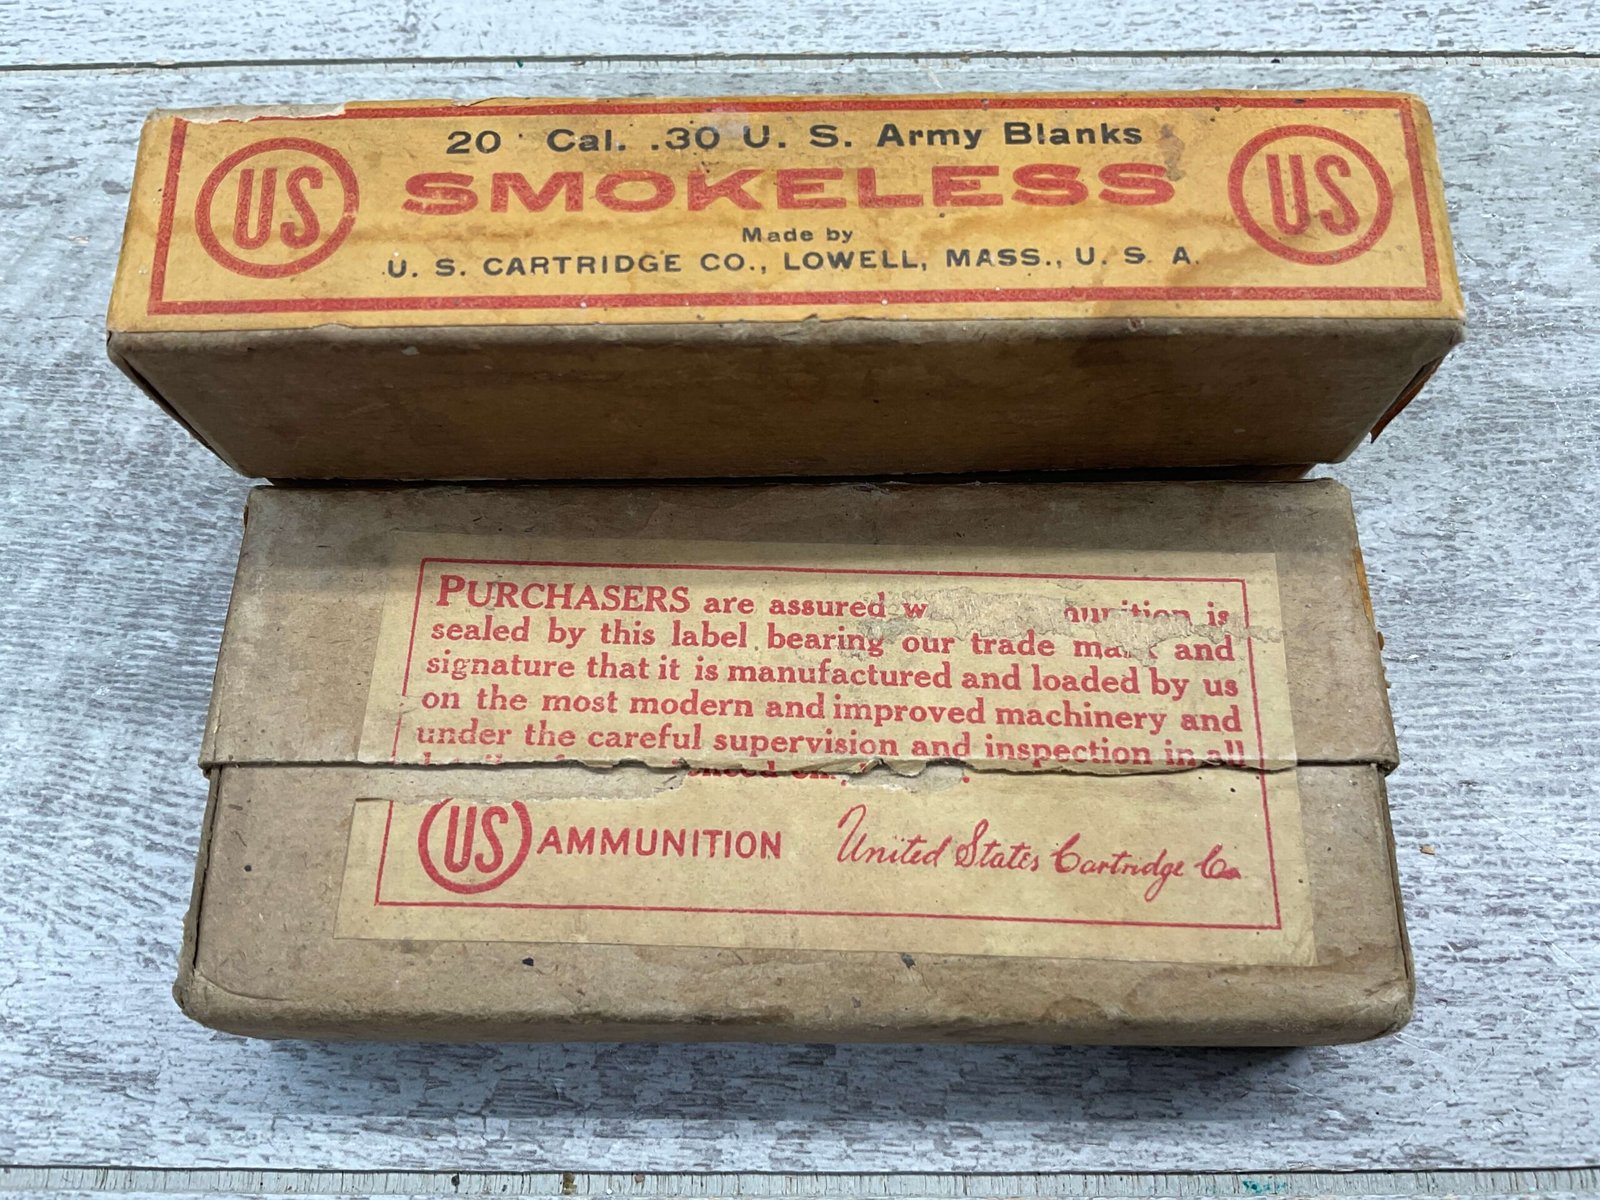 20 Cal. .30 U. S. Army Blanks
US
SMOKELESS
US
Made by
U. S. CARTRIDGE CO., LOWELL, MASS., U. S. A.
PURCHASERS are assured
is
sealed by this label bearing our trade and
signature that it is manufactured and loaded by us
on the most modern and improved machinery and
under the careful supervision and inspection in all
US AMMUNITION
United States Cartridge Co.